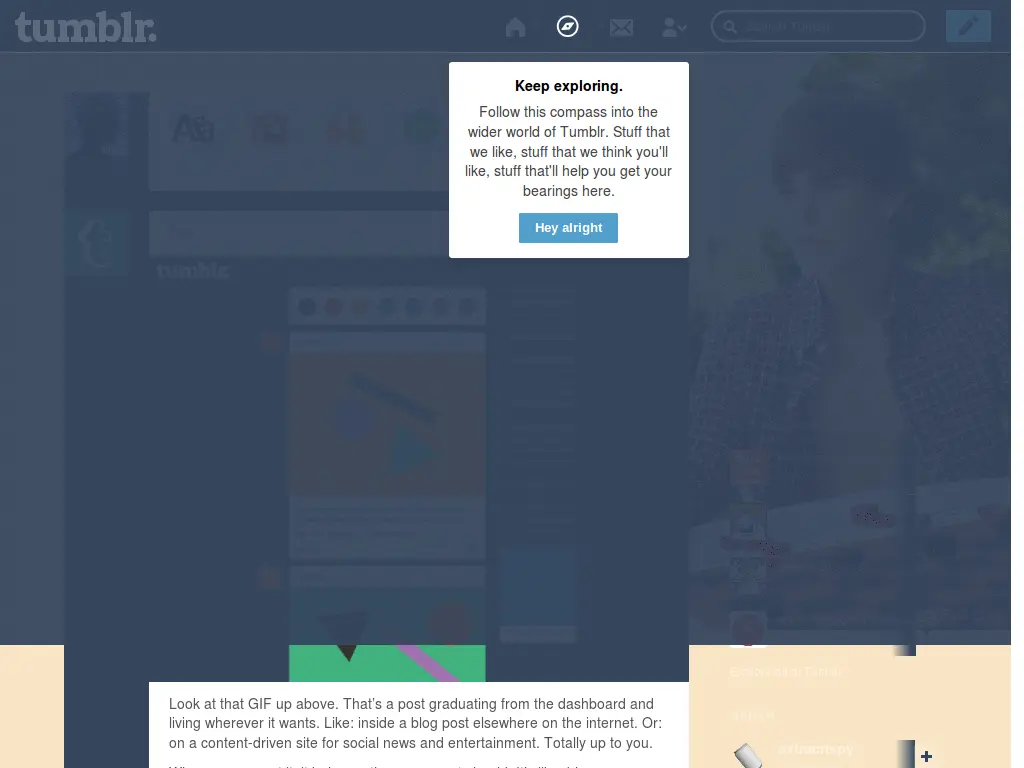 tumblr.
Search Tumblr
Keep exploring.
Follow this compass into the
wider world of Tumblr. Stuff that
we like, stuff that we think you'll
like, stuff that'll help you get your
bearings here.
Hey alright
Aa
tumblr.
Look at that GIF up above. That's a post graduating from the dashboard and
living wherever it wants. Like: inside a blog post elsewhere on the internet. Or:
on a content-driven site for social news and entertainment. Totally up to you.